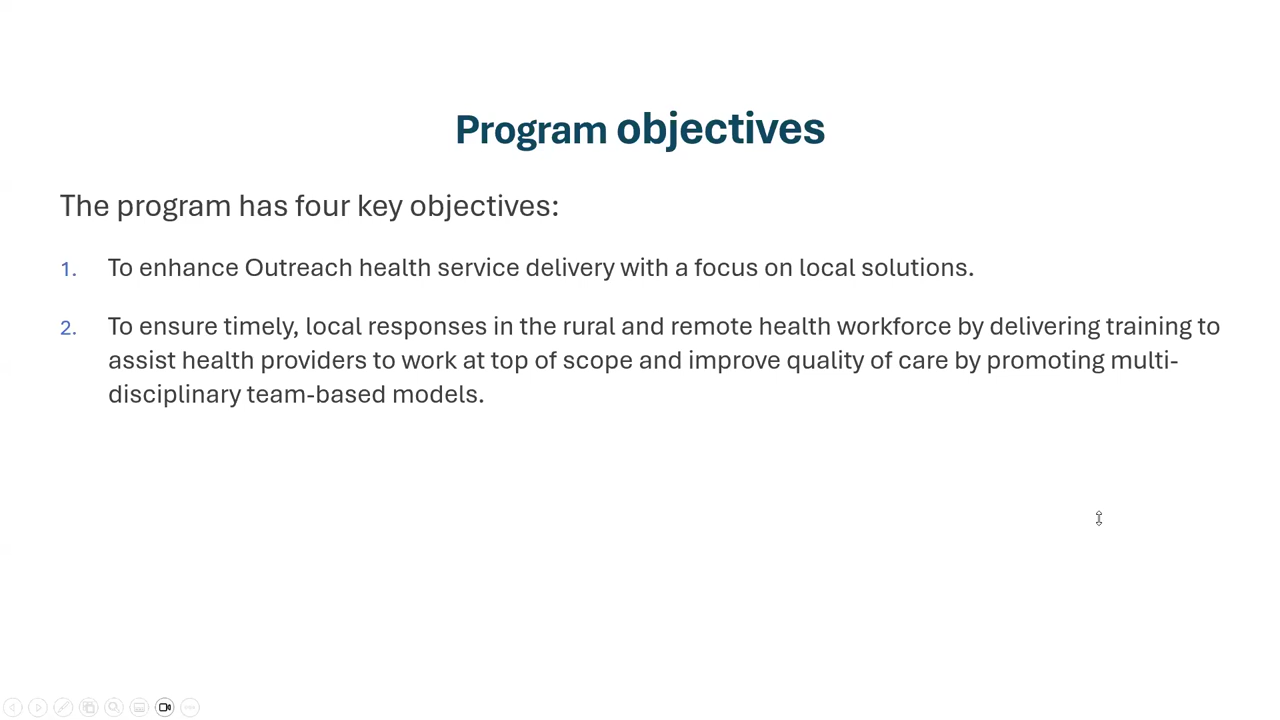 Program objectives
The program has four key objectives:
1. To enhance Outreach health service delivery with a focus on local solutions.
2. To ensure timely, local responses in the rural and remote health workforce by delivering training to
assist health providers to work at top of scope and improve quality of care by promoting multi-
disciplinary team-based models.